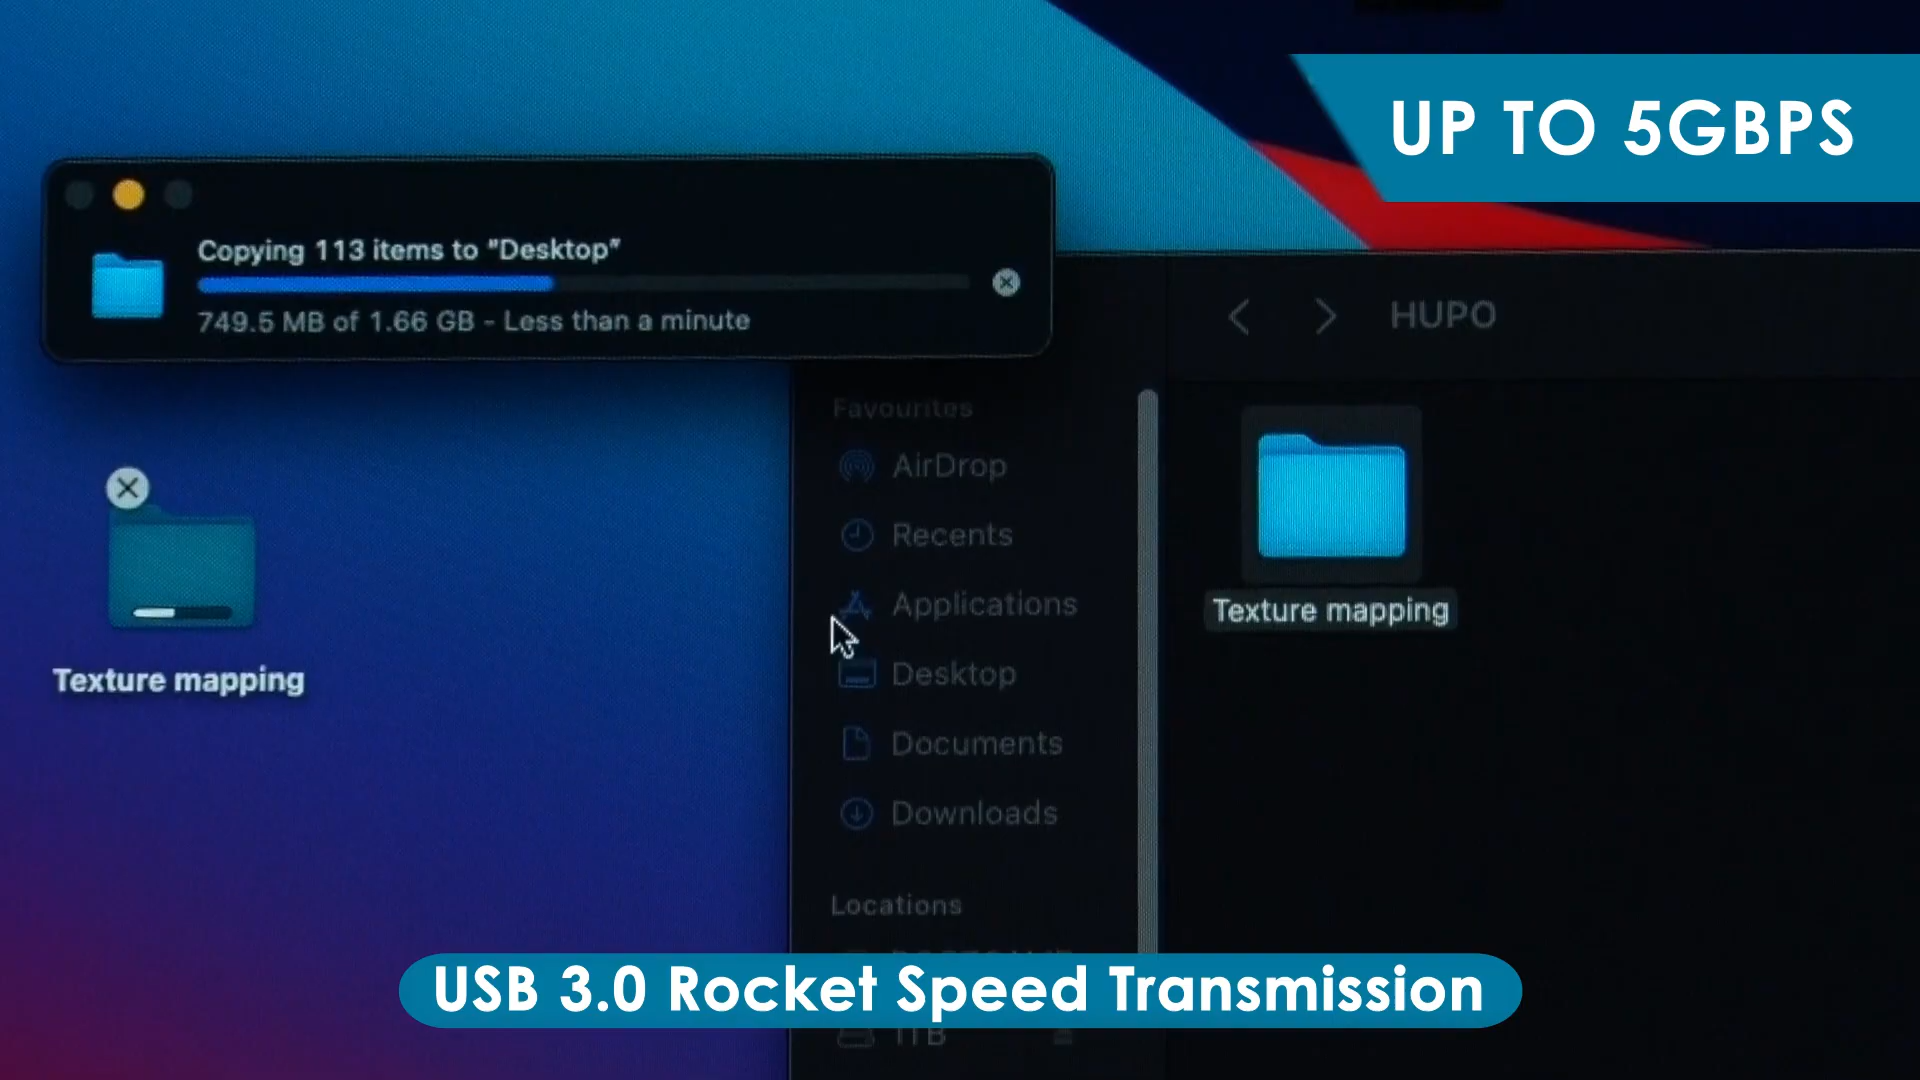 UP TO 5GBPS
Copying 113 items to "Desktop"
749.5 MB of 1.66 GB - Less than a minute
HUPO
Favourites
AirDrop
Recents
Applications
Desktop
Documents
Downloads
Locations
1TB
Texture mapping
Texture mapping
USB 3.0 Rocket Speed Transmission